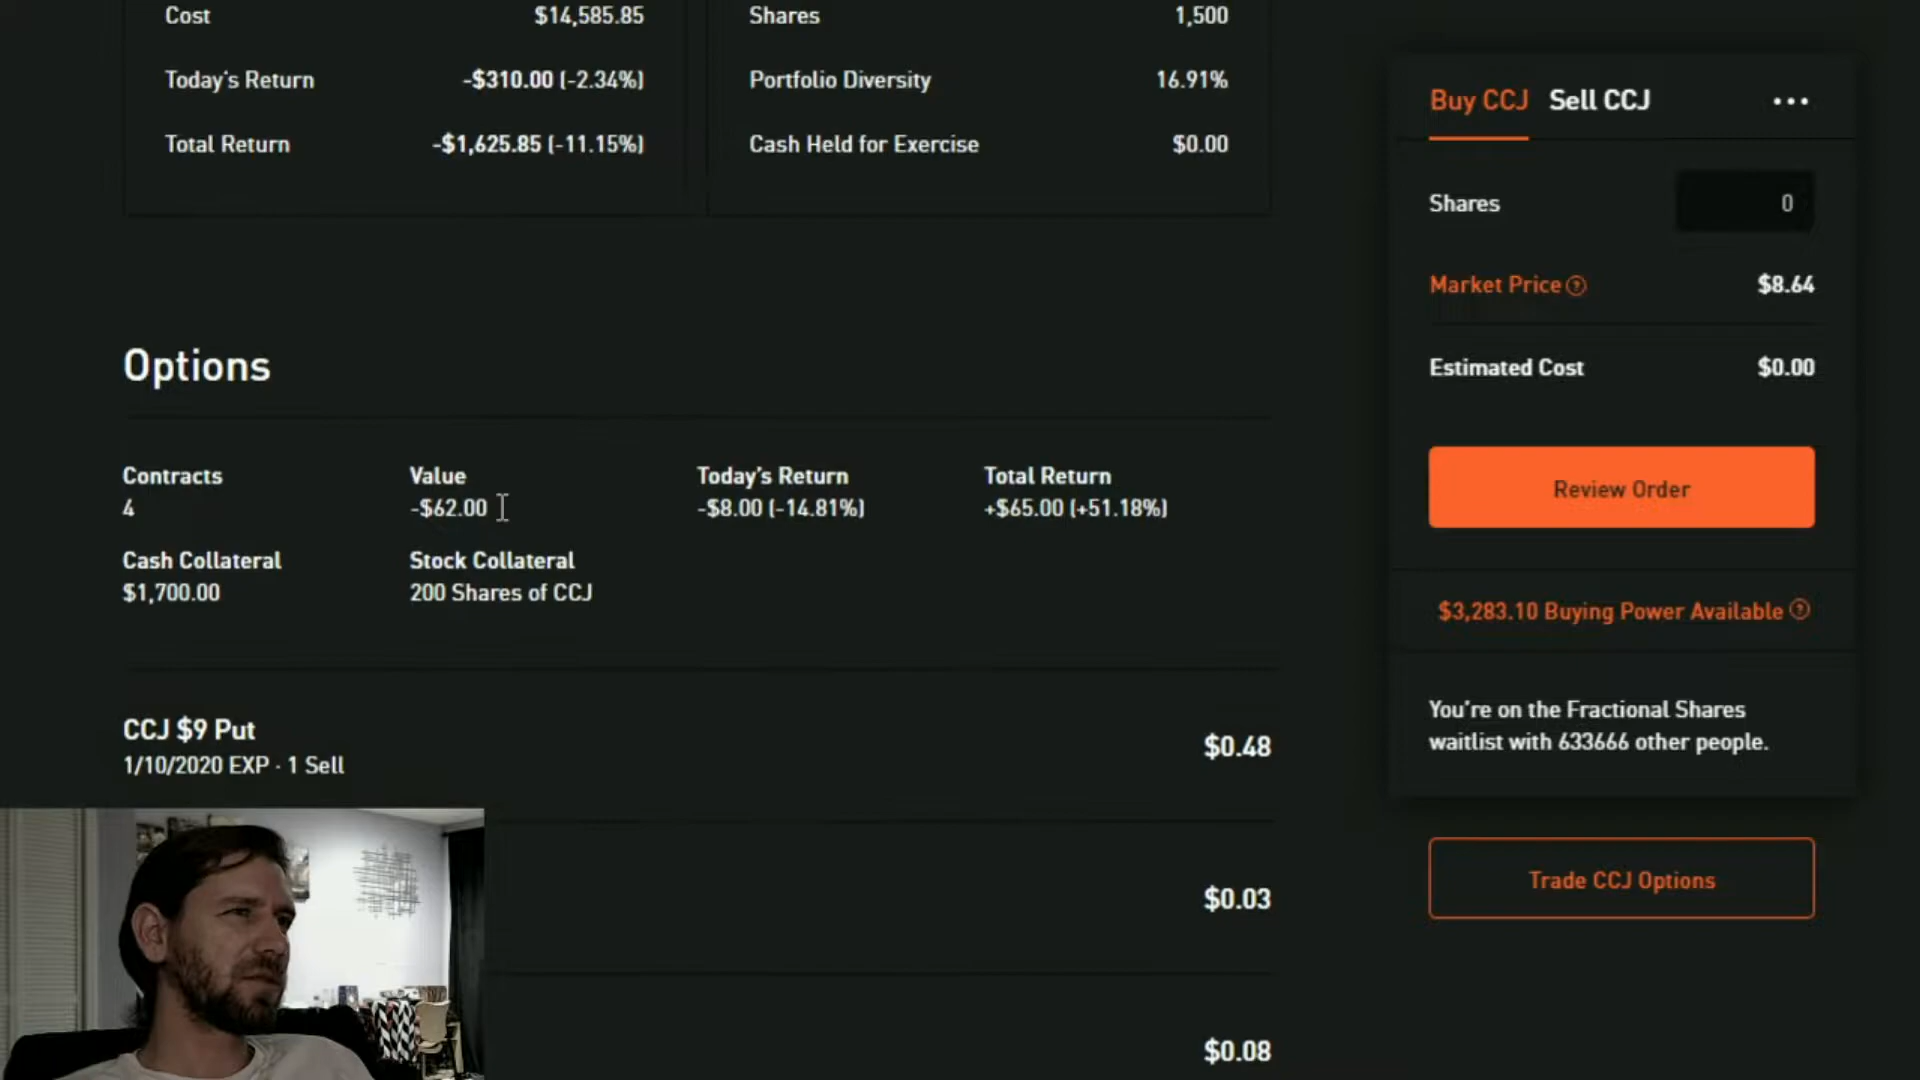 Cost $14,585.85
Today's Return -$310.00 (-2.34%)
Total Return -$1,625.85 (-11.15%)
Shares 1,500
Portfolio Diversity 16.91%
Cash Held for Exercise $0.00
Options
Contracts Value Today's Return Total Return
4 -$62.00 -$8.00 (-14.81%) +$65.00 (+51.18%)
Cash Collateral Stock Collateral
$1,700.00 200 Shares of CCJ
CCJ $9 Put $0.48
1/10/2020 EXP · 1 Sell
$0.03
$0.08
Buy CCJ Sell CCJ
Shares 0
Market Price $8.64
Estimated Cost $0.00
Review Order
$3,283.10 Buying Power Available
You're on the Fractional Shares
waitlist with 633666 other people.
Trade CCJ Options